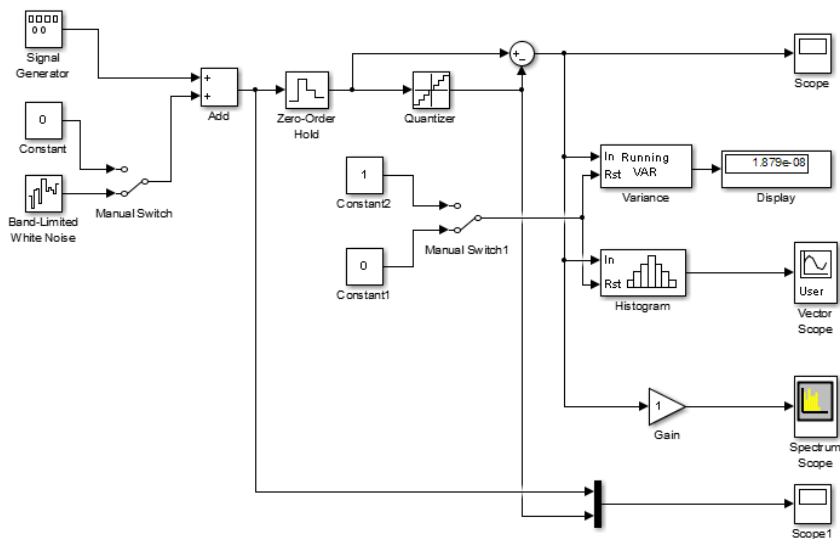 Signal
Generator
0
Constant
Band-Limited
White Noise
Manual Switch
+
+
Add
Zero-Order
Hold
Quantizer
+
−
Scope
1
Constant2
0
Constant1
Manual Switch1
In
Rst
Running
VAR
Variance
1.879e-08
Display
In
Rst
Histogram
User
Vector
Scope
1
Gain
Spectrum
Scope
Scope1